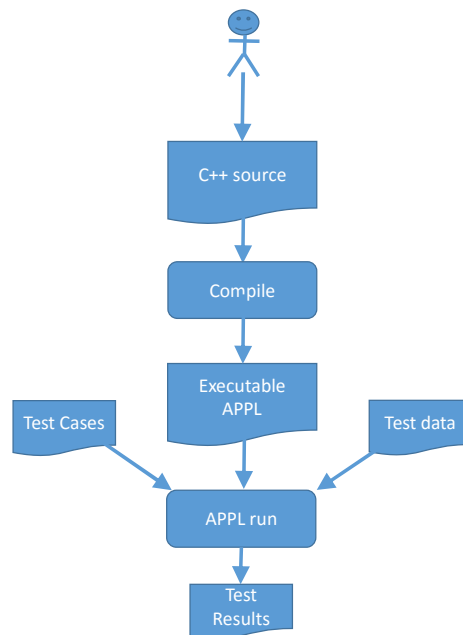 C++ source
Compile
Executable
APPL
Test Cases
Test data
APPL run
Test
Results